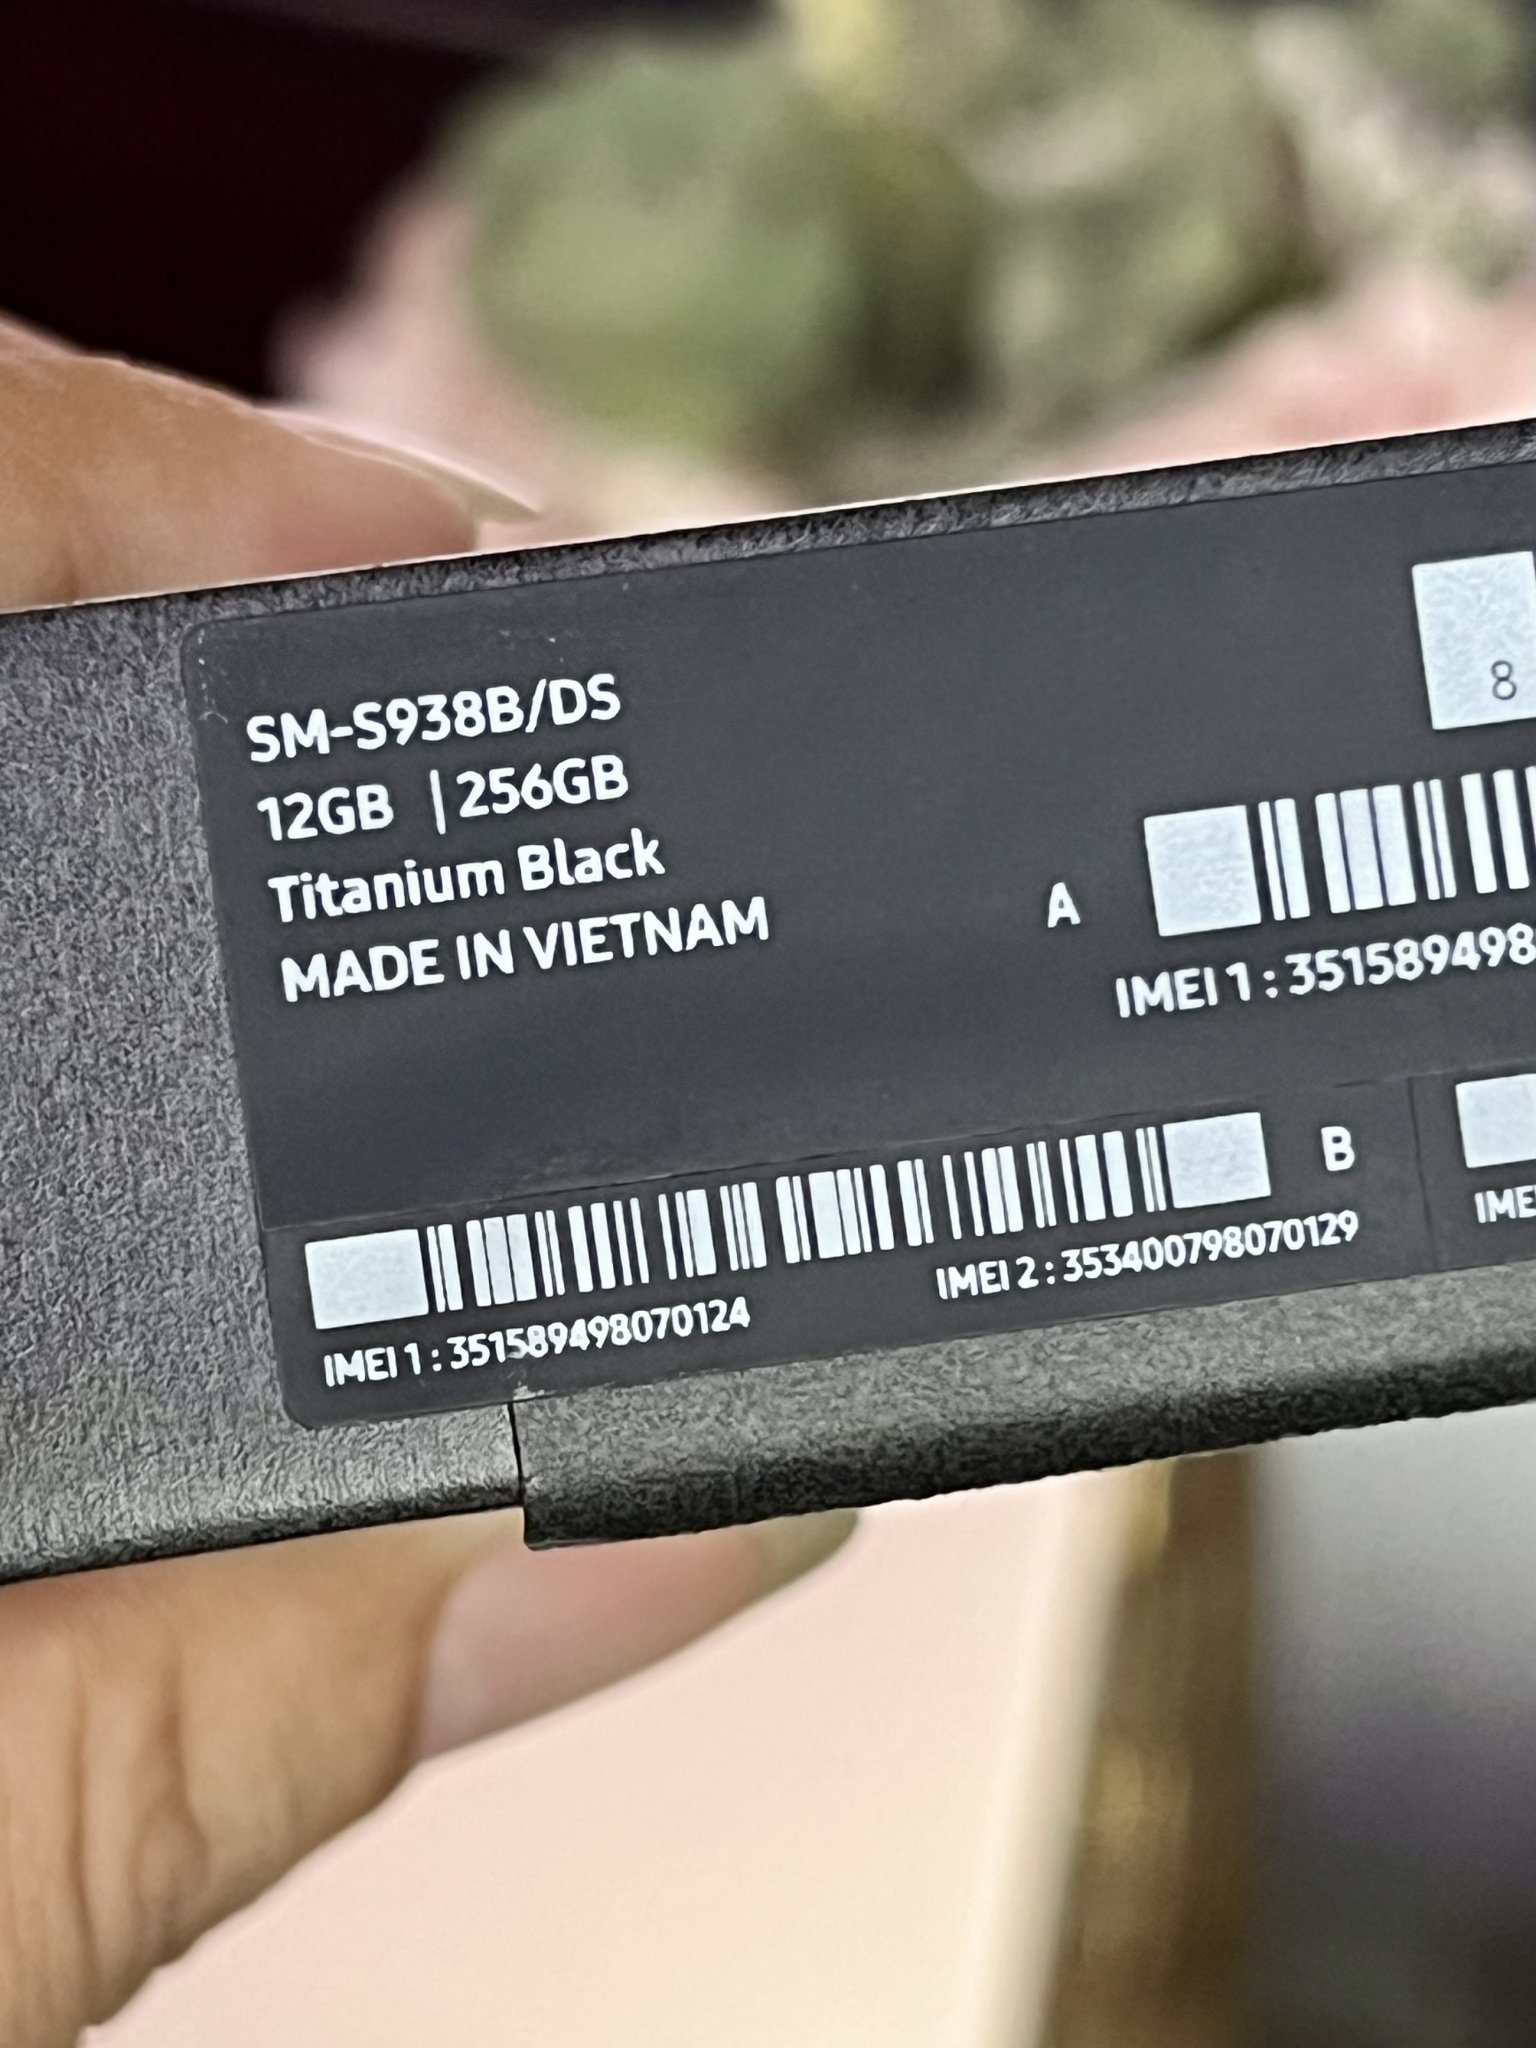 SM-S938B/DS
12GB | 256GB
Titanium Black
MADE IN VIETNAM
8
A
IMEI 1 : 351589498
B
IMEI 1 : 351589498070124
IMEI 2 : 353400798070129
IMEI